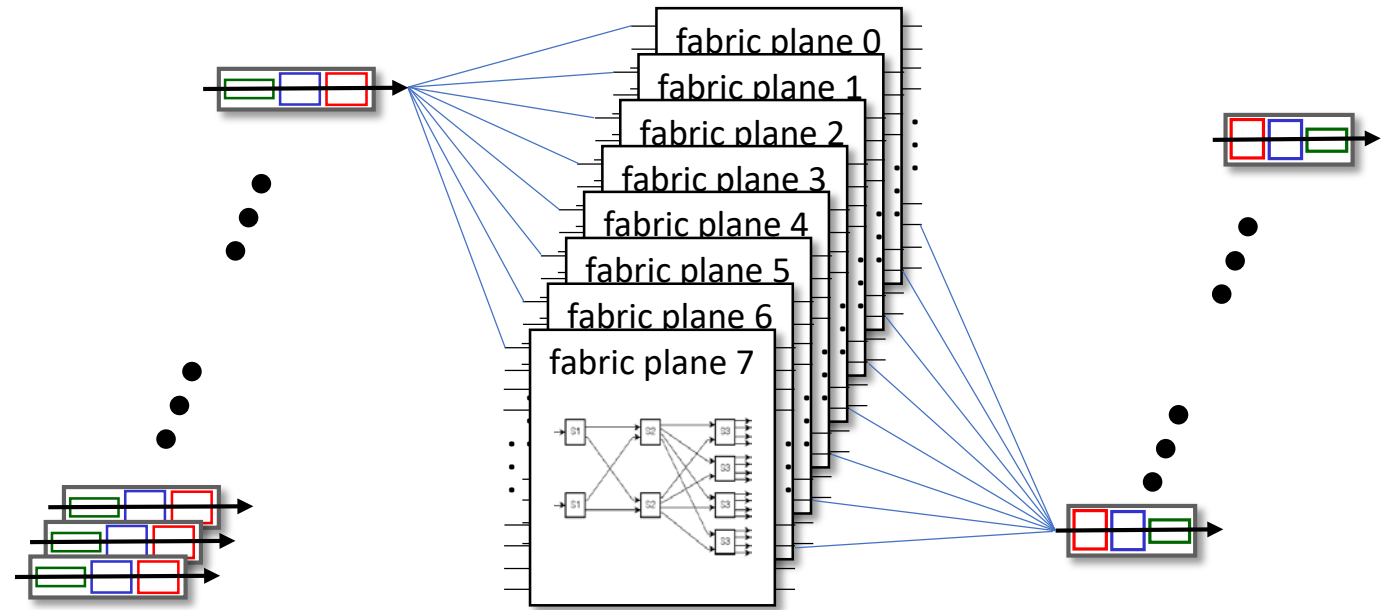 fabric plane 0
fabric plane 1
fabric plane 2
fabric plane 3
fabric plane 4
fabric plane 5
fabric plane 6
fabric plane 7
S1 S2 S3
S3
S1 S2 S3
S3